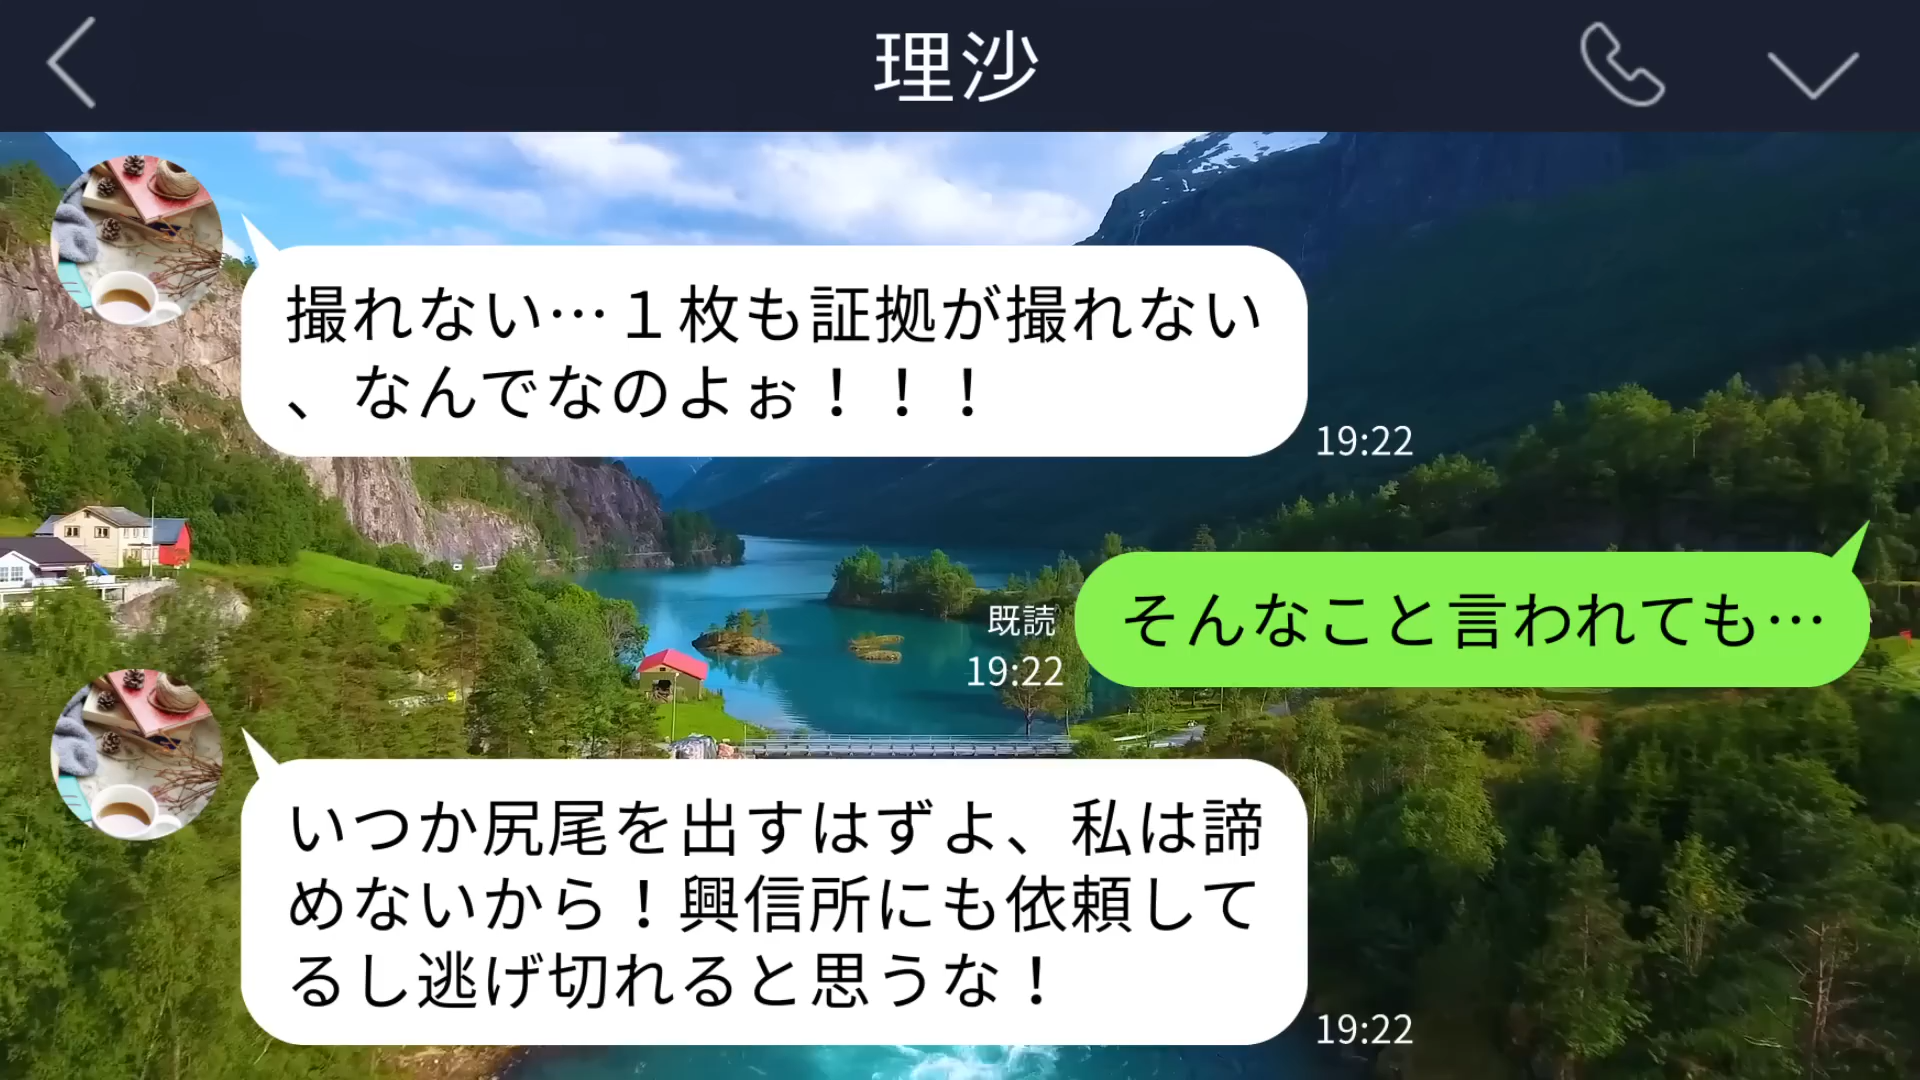 理沙
撮れない…１枚も証拠が撮れない
、なんでなのよぉ！！！
19:22
そんなこと言われても…
既読
19:22
いつか尻尾を出すはずよ、私は諦
めないから！興信所にも依頼して
るし逃げ切れると思うな！
19:22